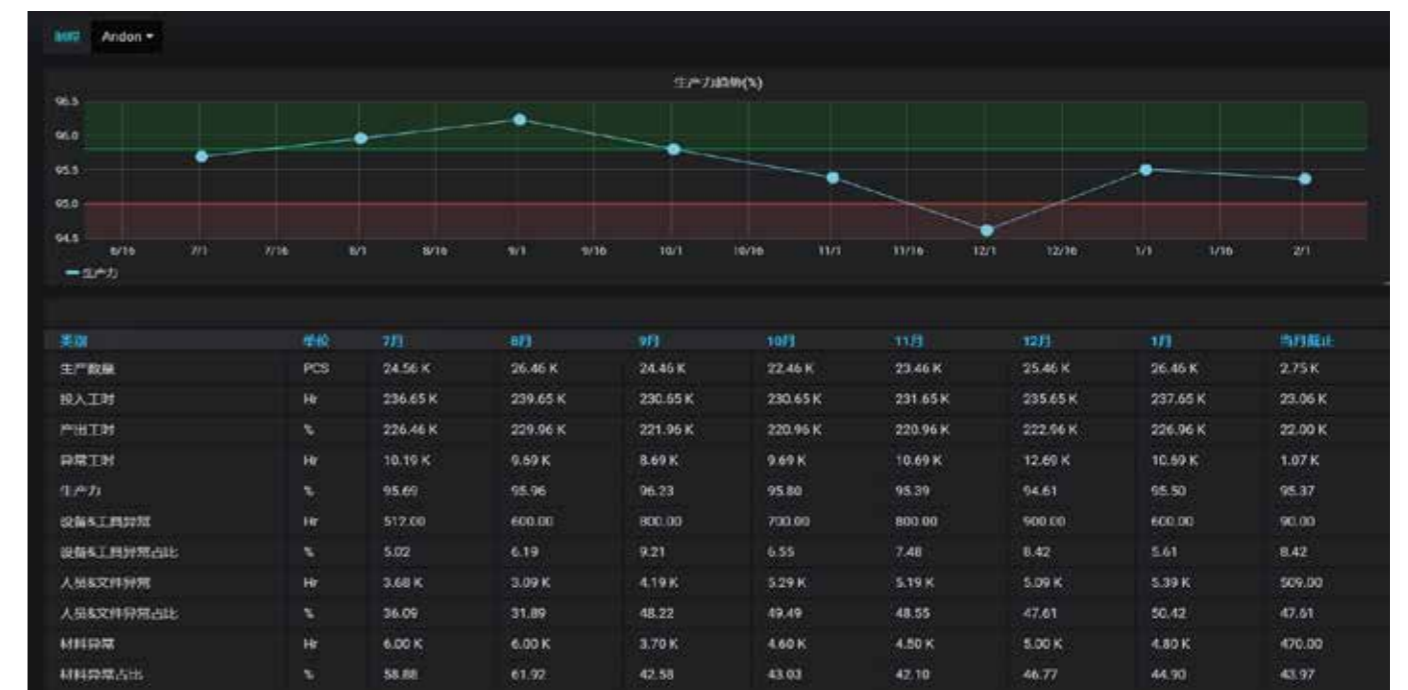 制程 Andon
生产力趋势(%)
96.5
96.0
95.5
95.0
94.5
6/16 7/1 7/16 8/1 8/16 9/1 9/16 10/1 10/16 11/1 11/16 12/1 12/16 1/1 1/16 2/1
生产力
类别 单位 7月 8月 9月 10月 11月 12月 1月 当月截止
生产数量 PCS 24.56 K 26.46 K 24.46 K 22.46 K 23.46 K 25.46 K 26.46 K 2.75 K
投入工时 Hr 236.65 K 239.65 K 230.65 K 230.65 K 231.65 K 235.65 K 237.65 K 23.06 K
产出工时 % 226.46 K 229.96 K 221.96 K 220.96 K 220.96 K 222.96 K 226.96 K 22.00 K
异常工时 Hr 10.19 K 9.69 K 8.69 K 9.69 K 10.69 K 12.69 K 10.69 K 1.07 K
生产力 % 95.69 95.96 96.23 95.80 95.39 94.61 95.50 95.37
设备&工具异常 Hr 512.00 600.00 800.00 700.00 800.00 900.00 600.00 90.00
设备&工具异常占比 % 5.02 6.19 9.21 6.55 7.48 8.42 5.61 8.42
人员&文件异常 Hr 3.68 K 3.09 K 4.19 K 5.29 K 5.19 K 5.09 K 5.39 K 509.00
人员&文件异常占比 % 36.09 31.89 48.22 49.49 48.55 47.61 50.42 47.61
材料异常 Hr 6.00 K 6.00 K 3.70 K 4.60 K 4.50 K 5.00 K 4.80 K 470.00
材料异常占比 % 58.88 61.92 42.58 43.03 42.10 46.77 44.90 43.97